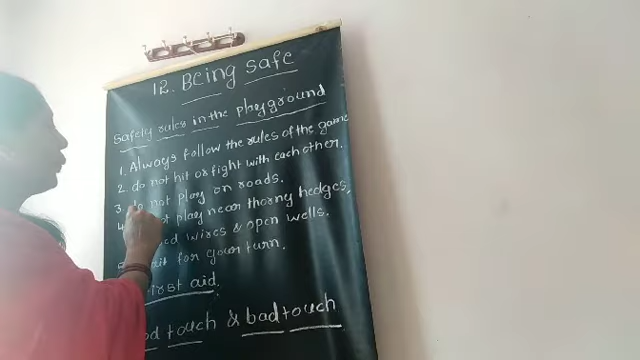 12. Being safe
Safety rules in the playground
1. Always follow the rules of the game
2. do not hit or fight with each other.
3. do not play on roads.
4. play near thorny hedges,
wires & open wells.
for your turn.
first aid.
touch & bad touch